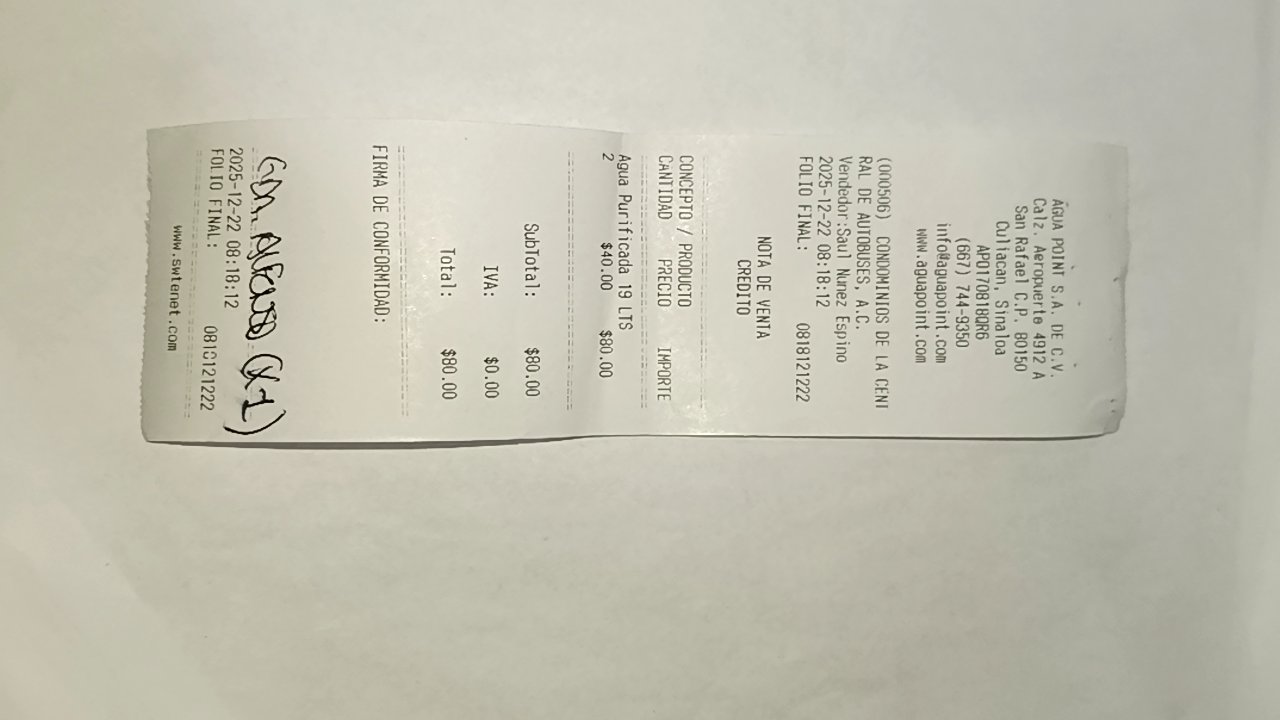 AGUA POINT S.A. DE C.V.
Calz. Aeropuerto 4912 A
San Rafael C.P. 80150
Culiacan, Sinaloa
APO170818QR6
(667) 744-9350
info@aguapoint.com
www.aguapoint.com
(000506) CONDOMINIOS DE LA CENT
RAL DE AUTOBUSES, A.C.
Vendedor:Saul Nunez Espino
2025-12-22 08:18:12
FOLIO FINAL: 0818121222
NOTA DE VENTA
CREDITO
CONCEPTO / PRODUCTO
CANTIDAD PRECIO IMPORTE
Agua Purificada 19 LTS
2 $40.00 $80.00
SubTotal: $80.00
IVA: $0.00
Total: $80.00
FIRMA DE CONFORMIDAD:
2025-12-22 08:18:12
FOLIO FINAL: 0818121222
www.swtenet.com